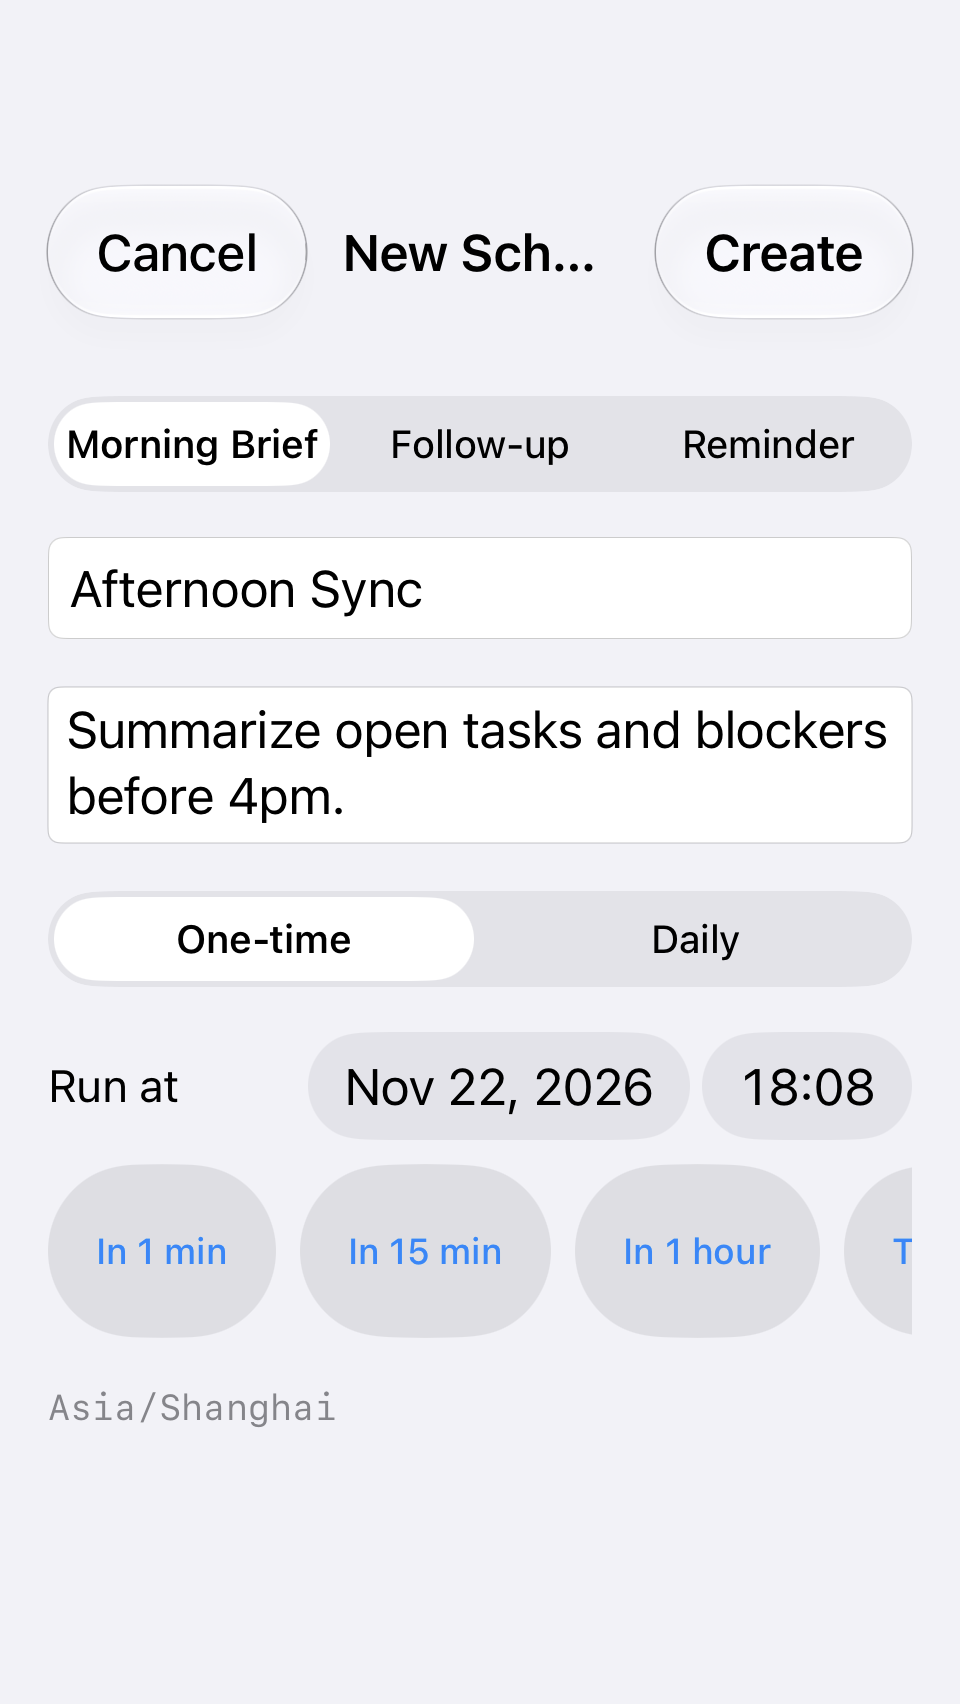 Cancel New Sch... Create
Morning Brief Follow-up Reminder
Afternoon Sync
Summarize open tasks and blockers
before 4pm.
One-time Daily
Run at Nov 22, 2026 18:08
In 1 min In 15 min In 1 hour T
Asia/Shanghai